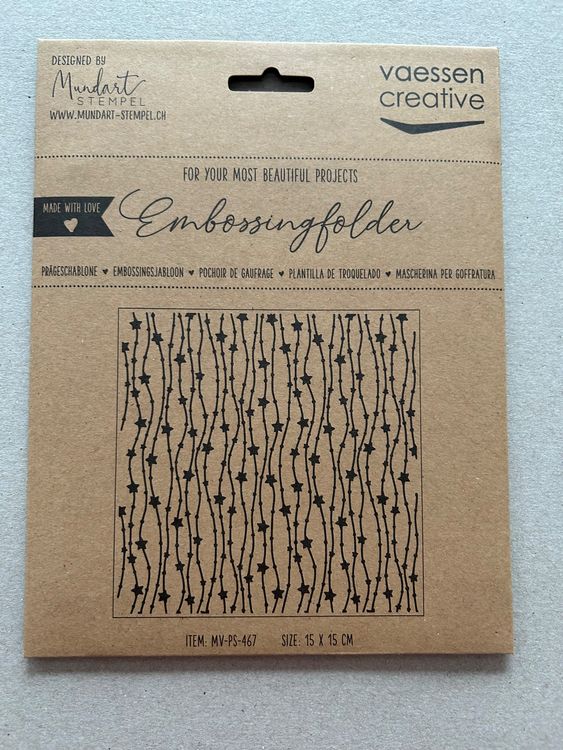 DESIGNED BY
Mundart
STEMPEL
WWW.MUNDART-STEMPEL.CH
vaessen
creative
FOR YOUR MOST BEAUTIFUL PROJECTS
MADE WITH LOVE
Embossingfolder
PRÄGESCHABLONE ♥ EMBOSSINGSJABLOON ♥ POCHOIR DE GAUFRAGE ♥ PLANTILLA DE TROQUELADO ♥ MASCHERINA PER GOFFRATURA
ITEM: MV-PS-467 SIZE: 15 X 15 CM